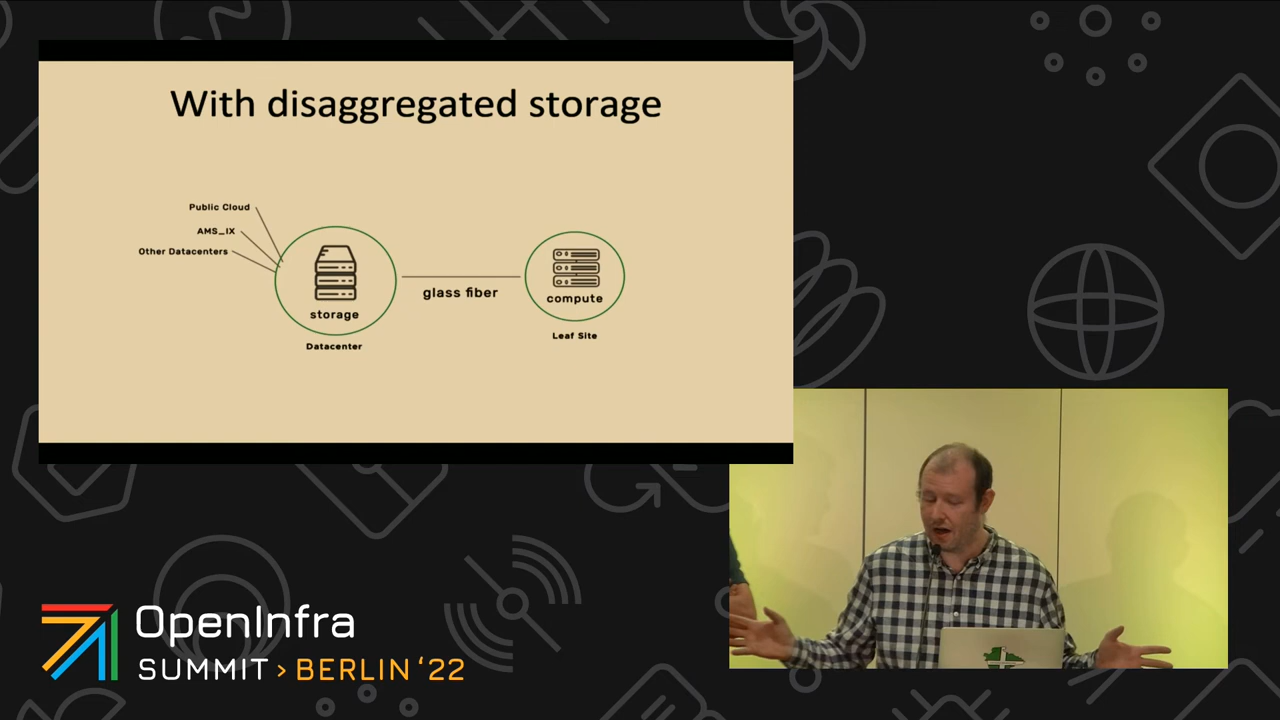 With disaggregated storage
Public Cloud
AMS_IX
Other Datacenters
storage
Datacenter
glass fiber
compute
Leaf Site
OpenInfra
SUMMIT > BERLIN ‘22